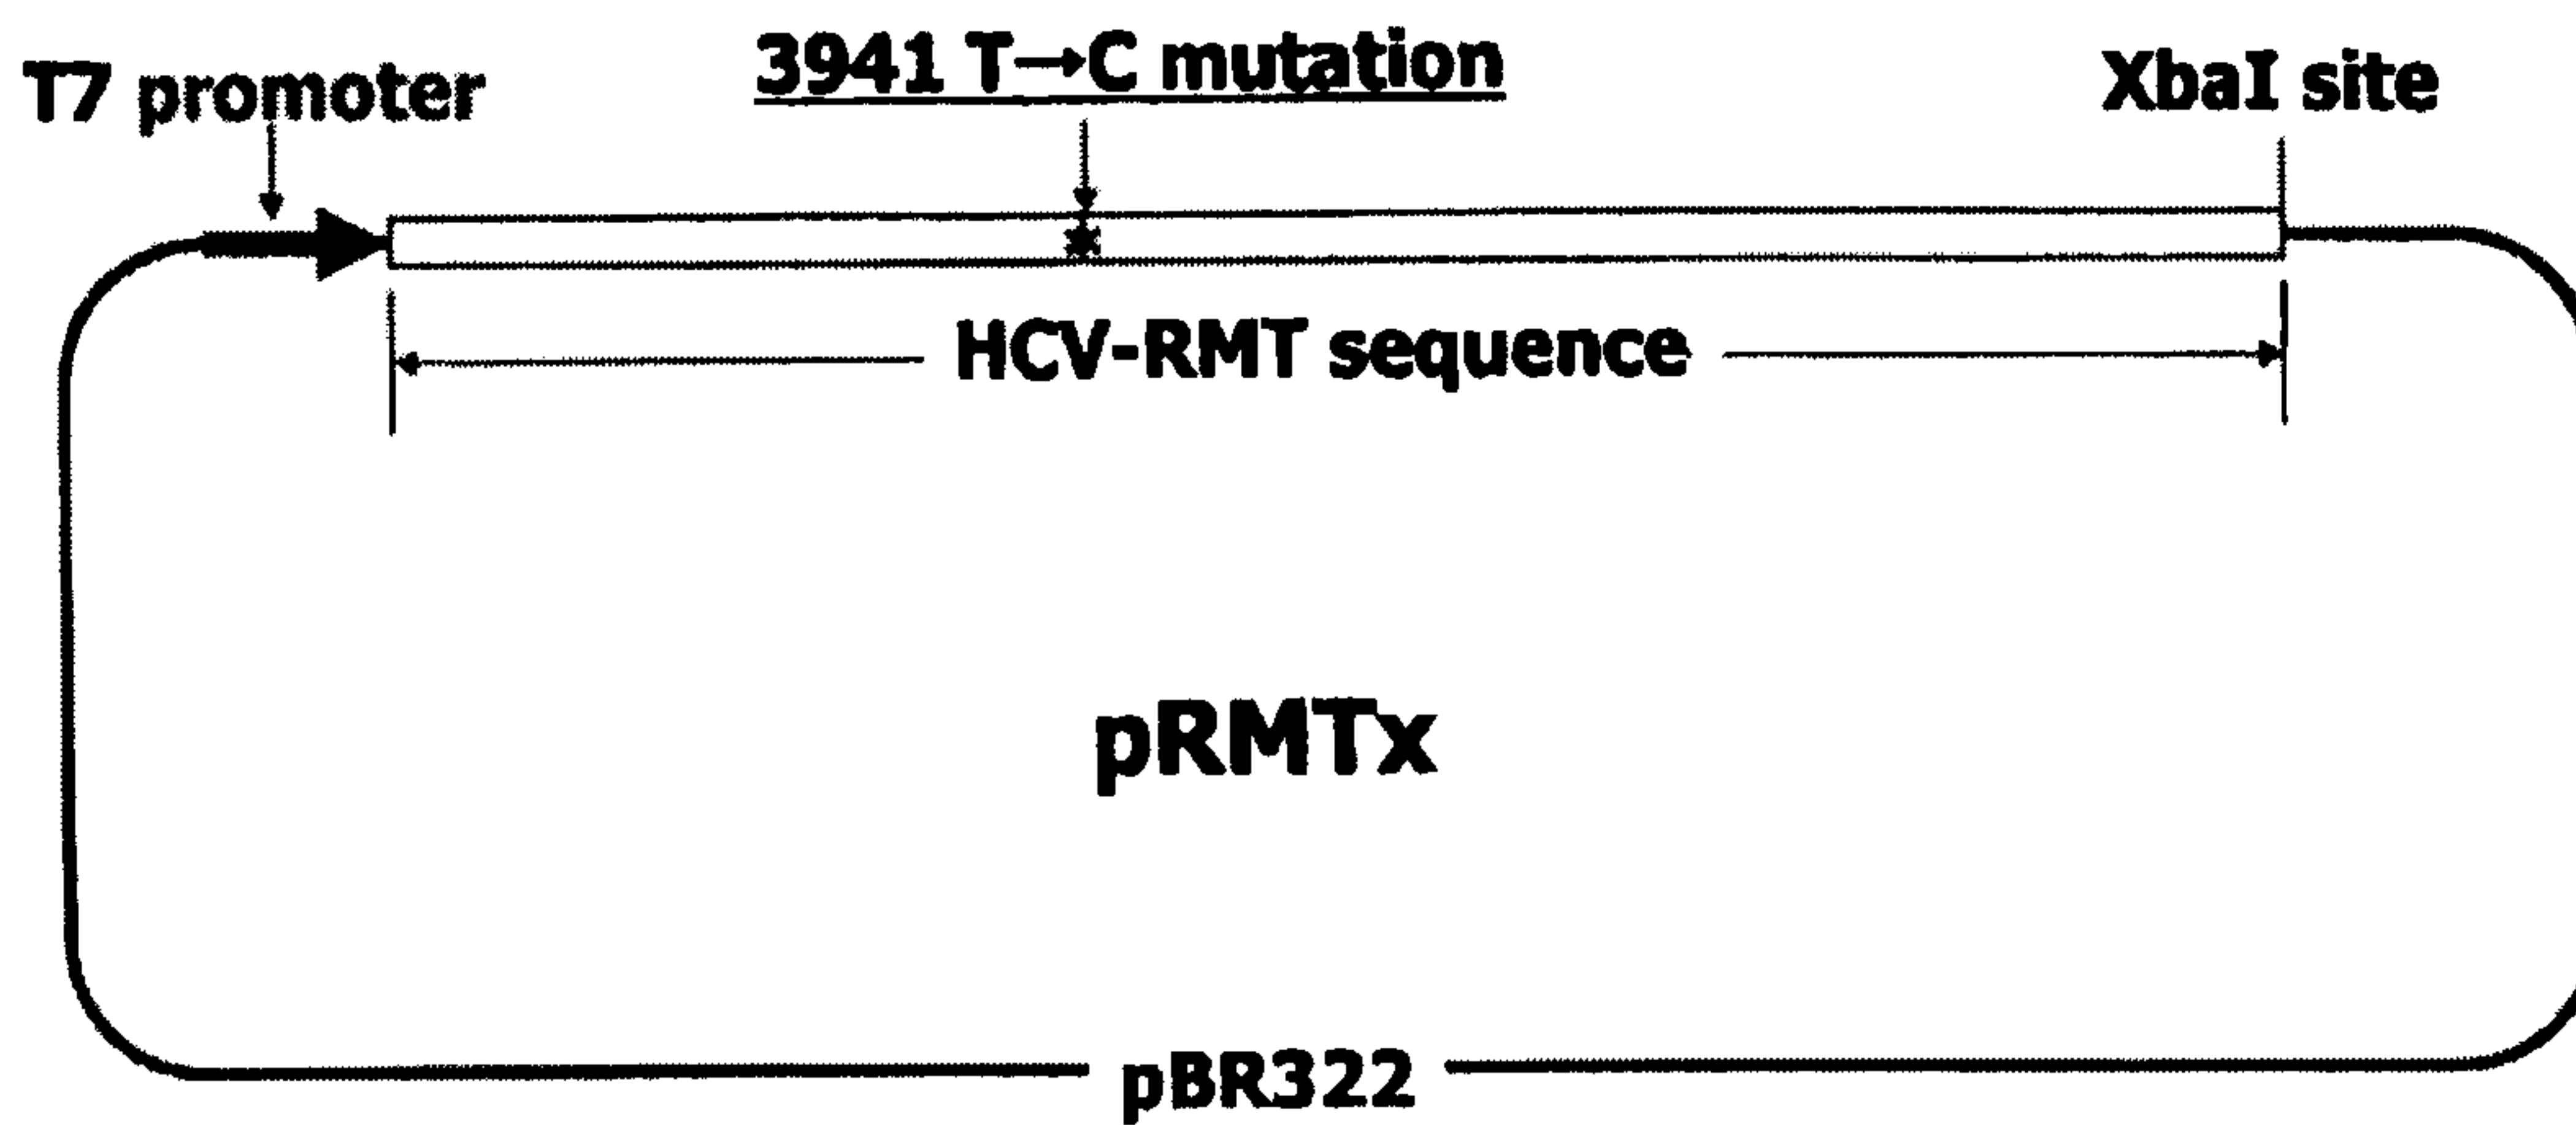 T7 promoter
3941 T→C mutation
XbaI site
HCV-RMT sequence
pRMTx
pBR322